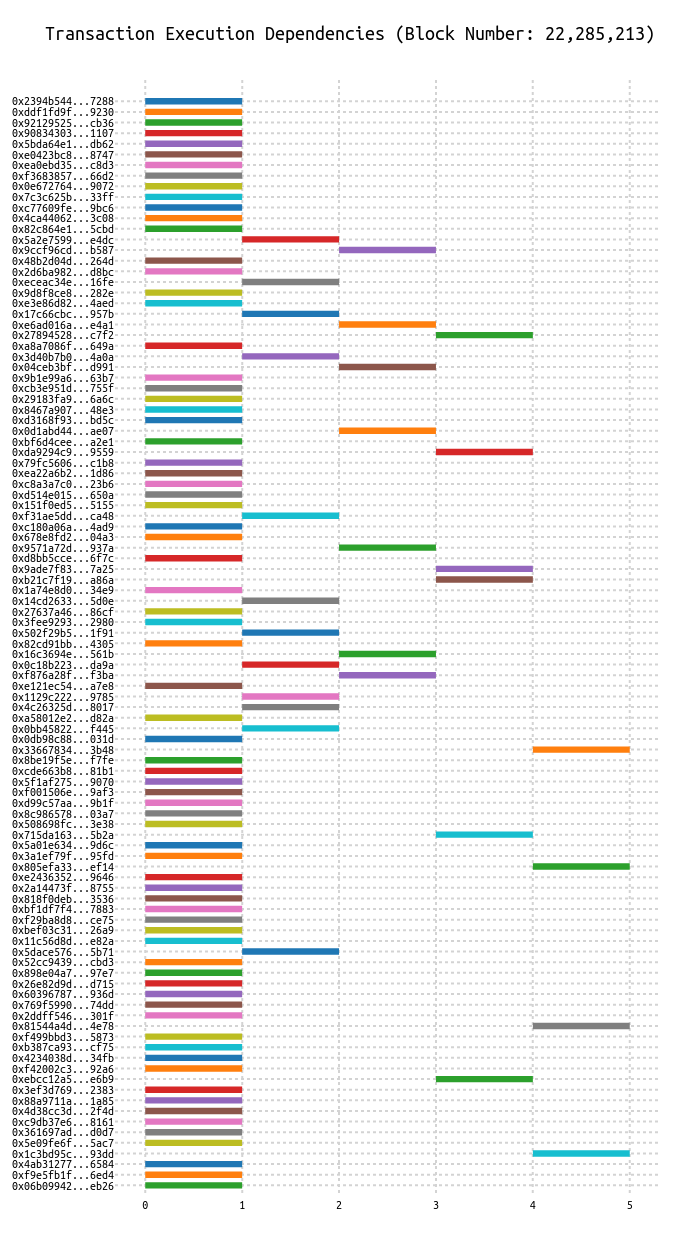 Transaction Execution Dependencies (Block Number: 22,285,213)
0x2394b544...7288
0xddf1fd9f...9230
0x92129525...cb36
0x90834303...1107
0x5bda64e1...db62
0xe0423bc8...8747
0xea0ebd35...c8d3
0xf3683857...66d2
0x0e672764...9072
0x7c3c625b...33ff
0xc77609fe...9bc6
0x4ca44062...3c08
0x82c864e1...5cbd
0x5a2e7599...e4dc
0x9ccf96cd...b587
0x48b2d04d...264d
0x2d6ba982...d8bc
0xeceac34e...16fe
0x9d8f8ce8...282e
0xe3e86d82...4aed
0x17c66cbc...957b
0xe6ad016a...e4a1
0x27894528...c7f2
0xa8a7086f...649a
0x3d40b7b0...4a0a
0x04ceb3bf...d991
0x9b1e99a6...63b7
0xcb3e951d...755f
0x29183fa9...6a6c
0x8467a907...48e3
0xd3168f93...bd5c
0x0d1abd44...ae07
0xbf6d4cee...a2e1
0xda9294c9...9559
0x79fc5606...c1b8
0xea22a6b2...1d86
0xc8a3a7c0...23b6
0xd514e015...650a
0x151f0ed5...5155
0xf31ae5dd...ca48
0xc180a06a...4ad9
0x678e8fd2...04a3
0x9571a72d...937a
0xd8bb5cce...6f7c
0x9ade7f83...7a25
0xb21c7f19...a86a
0x1a74e8d0...34e9
0x14cd2633...5d0e
0x27637a46...86cf
0x3fee9293...2980
0x502f29b5...1f91
0x82cd91bb...4305
0x16c3694e...561b
0x0c18b223...da9a
0xf876a28f...f3ba
0xe121ec54...a7e8
0x1129c222...9785
0x4c26325d...8017
0xa58012e2...d82a
0x0bb45822...f445
0x0db98c88...031d
0x33667834...3b48
0x8be19f5e...f7fe
0xcde663b8...81b1
0x5f1af275...9070
0xf001506e...9af3
0xd99c57aa...9b1f
0x8c986578...03a7
0x508698fc...3e38
0x715da163...5b2a
0x5a01e634...9d6c
0x3a1ef79f...95fd
0x805efa33...ef14
0xe2436352...9646
0x2a14473f...8755
0x818f0deb...3536
0xbf1df7f4...7883
0xf29ba8d8...ce75
0xbef03c31...26a9
0x11c56d8d...e82a
0x5dace576...5b71
0x52cc9439...cbd3
0x898e04a7...97e7
0x26e82d9d...d715
0x60396787...936d
0x769f5990...74dd
0x2ddff546...301f
0x81544a4d...4e78
0xf499bbd3...5873
0xb387ca93...cf75
0x4234038d...34fb
0xf42002c3...92a6
0xebcc12a5...e6b9
0x3ef3d769...2383
0x88a9711a...1a85
0x4d38cc3d...2f4d
0xc9db37e6...8161
0x361697ad...d0d7
0x5e09fe6f...5ac7
0x1c3bd95c...93dd
0x4ab31277...6584
0xf9e5fb1f...6ed4
0x06b09942...eb26
0 1 2 3 4 5